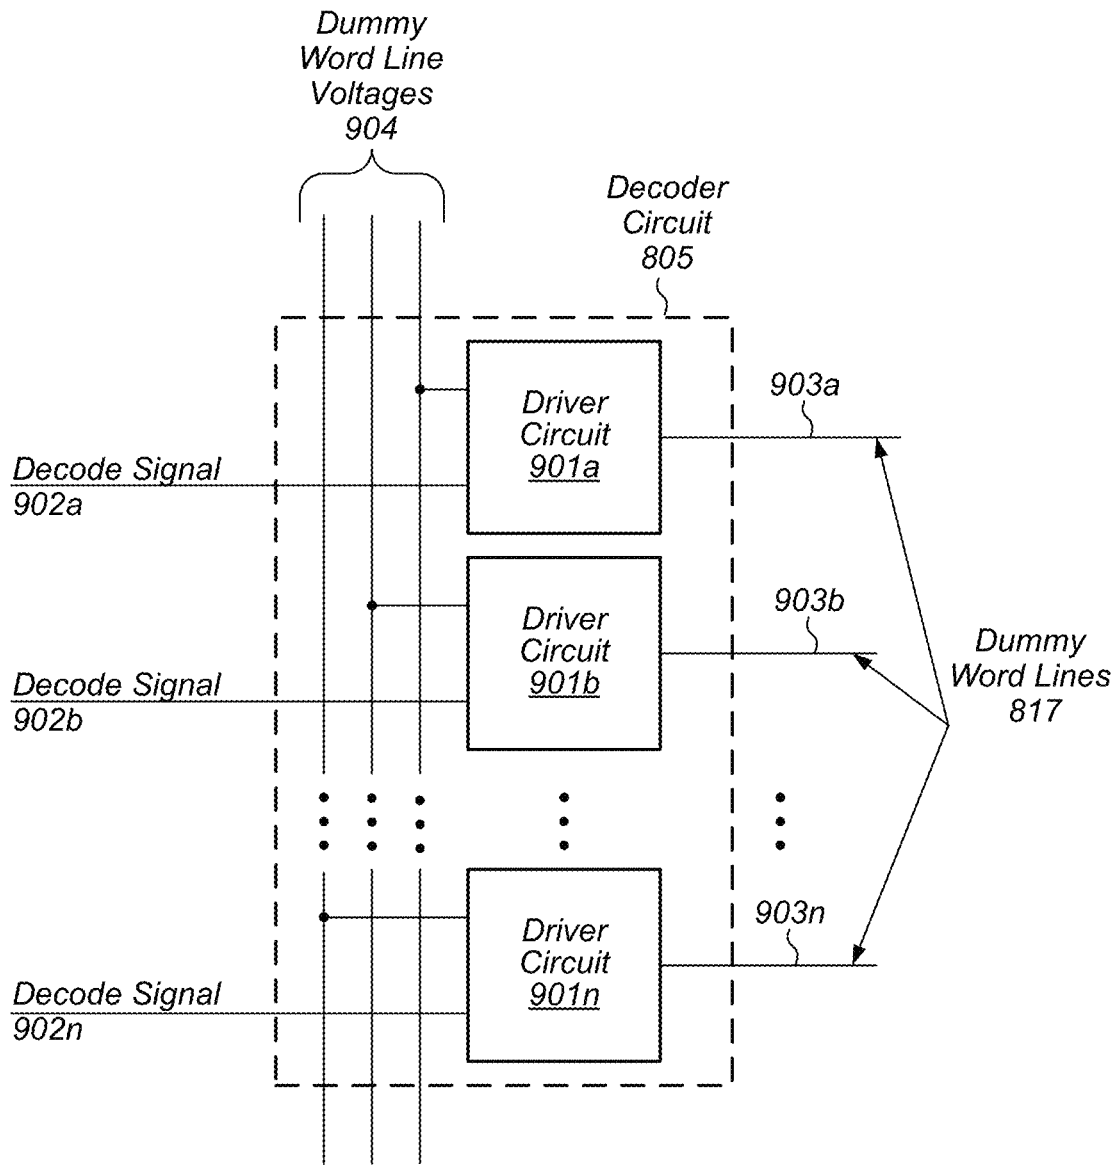 Dummy
Word Line
Voltages
904
Decoder
Circuit
805
Driver
Circuit
901a
903a
Decode Signal
902a
Driver
Circuit
901b
903b
Dummy
Word Lines
817
Decode Signal
902b
Driver
Circuit
901n
903n
Decode Signal
902n